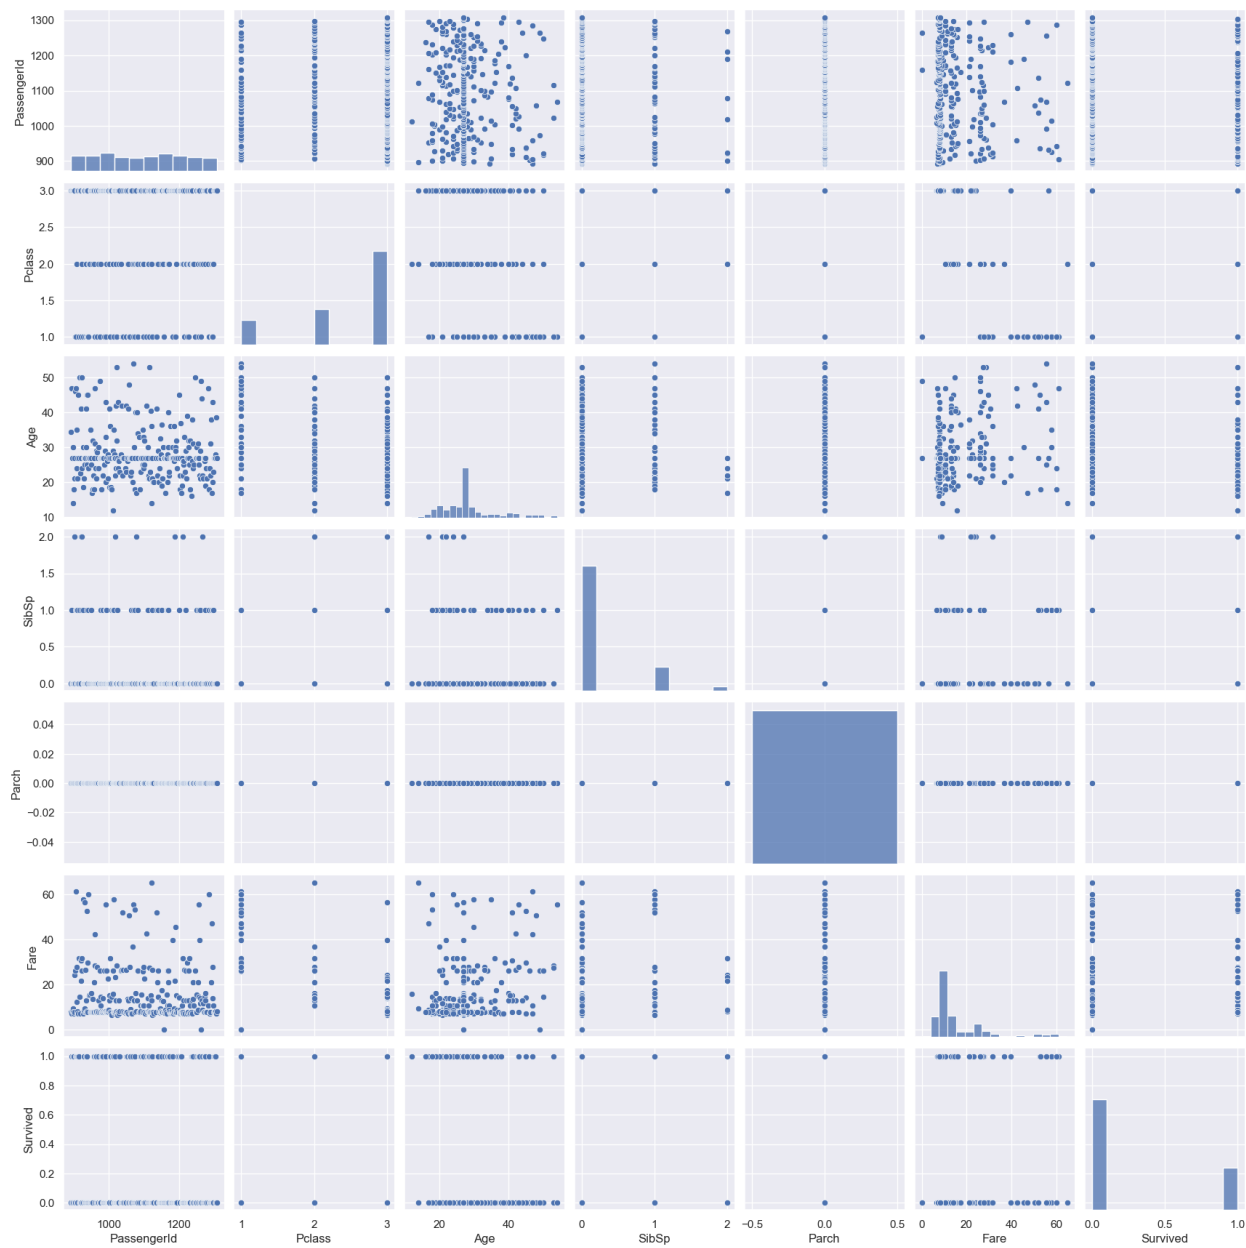 1300
1200
1100
1000
900
PassengerId
3.0
2.5
2.0
1.5
1.0
Pclass
50
40
30
20
10
Age
2.0
1.5
1.0
0.5
0.0
SibSp
0.04
0.02
0.00
−0.02
−0.04
Parch
60
40
20
0
Fare
1.0
0.8
0.6
0.4
0.2
0.0
Survived
1000 1200
1 2 3
20 40
0 1 2
−0.5 0.0 0.5
0 20 40 60
0.0 0.5 1.0
PassengerId Pclass Age SibSp Parch Fare Survived